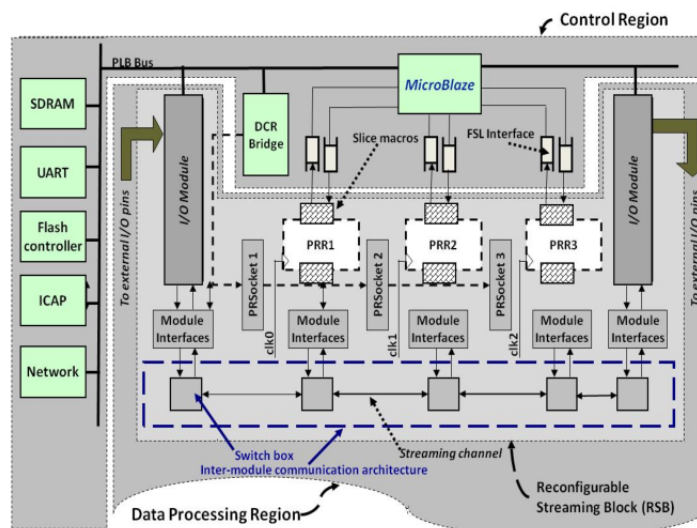 Control Region
PLB Bus
MicroBlaze
SDRAM
DCR
Bridge
Slice macros
FSL Interface
UART
I/O Module
I/O Module
Flash
controller
To external I/O pins
To external I/O pins
PRR1
PRR2
PRR3
ICAP
PRSocket 1
PRSocket 2
PRSocket 3
Network
Module
Interfaces
clk0
Module
Interfaces
clk1
Module
Interfaces
clk2
Module
Interfaces
Module
Interfaces
Switch box
Streaming channel
Inter-module communication architecture
Reconfigurable
Streaming Block (RSB)
Data Processing Region